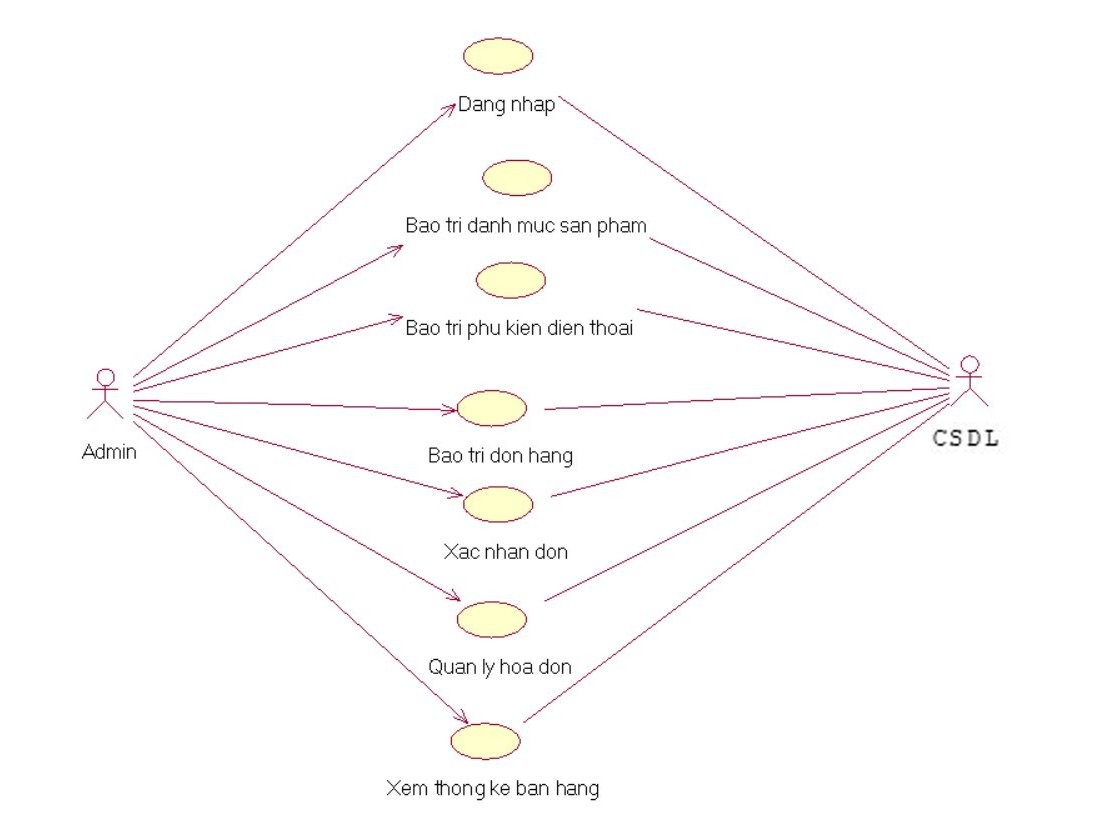 Dang nhap
Bao tri danh muc san pham
Bao tri phu kien dien thoai
Admin
CSDL
Bao tri don hang
Xac nhan don
Quan ly hoa don
Xem thong ke ban hang